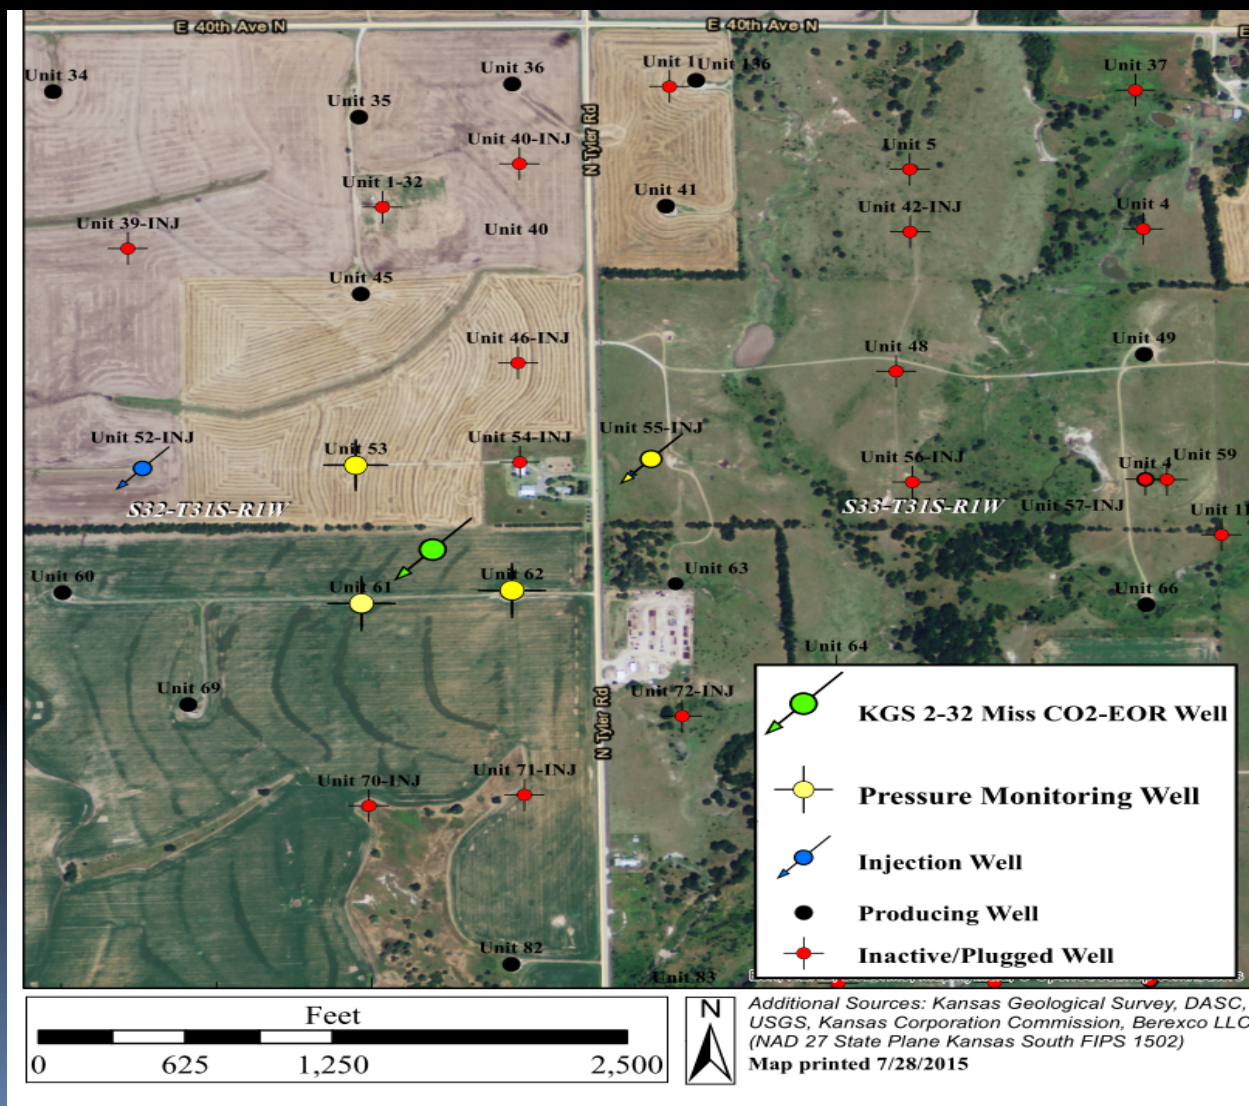 E 40th Ave N
E 40th Ave N
E
Unit 34
Unit 35
Unit 36
Unit 1
Unit 136
Unit 37
Unit 40-INJ
N Tyler Rd
Unit 5
Unit 1-32
Unit 41
Unit 42-INJ
Unit 4
Unit 39-INJ
Unit 40
Unit 45
Unit 46-INJ
Unit 48
Unit 49
Unit 52-INJ
Unit 53
Unit 54-INJ
Unit 55-INJ
Unit 56-INJ
Unit 4
Unit 59
S32-T31S-R1W
S33-T31S-R1W
Unit 57-INJ
Unit 11
Unit 60
Unit 61
Unit 62
Unit 63
Unit 66
Unit 64
Unit 69
N Tyler Rd
Unit 72-INJ
Unit 70-INJ
Unit 71-INJ
Unit 82
Unit 83
KGS 2-32 Miss CO2-EOR Well
Pressure Monitoring Well
Injection Well
Producing Well
Inactive/Plugged Well
Feet
0 625 1,250 2,500
N
Additional Sources: Kansas Geological Survey, DASC,
USGS, Kansas Corporation Commission, Berexco LLC
(NAD 27 State Plane Kansas South FIPS 1502)
Map printed 7/28/2015